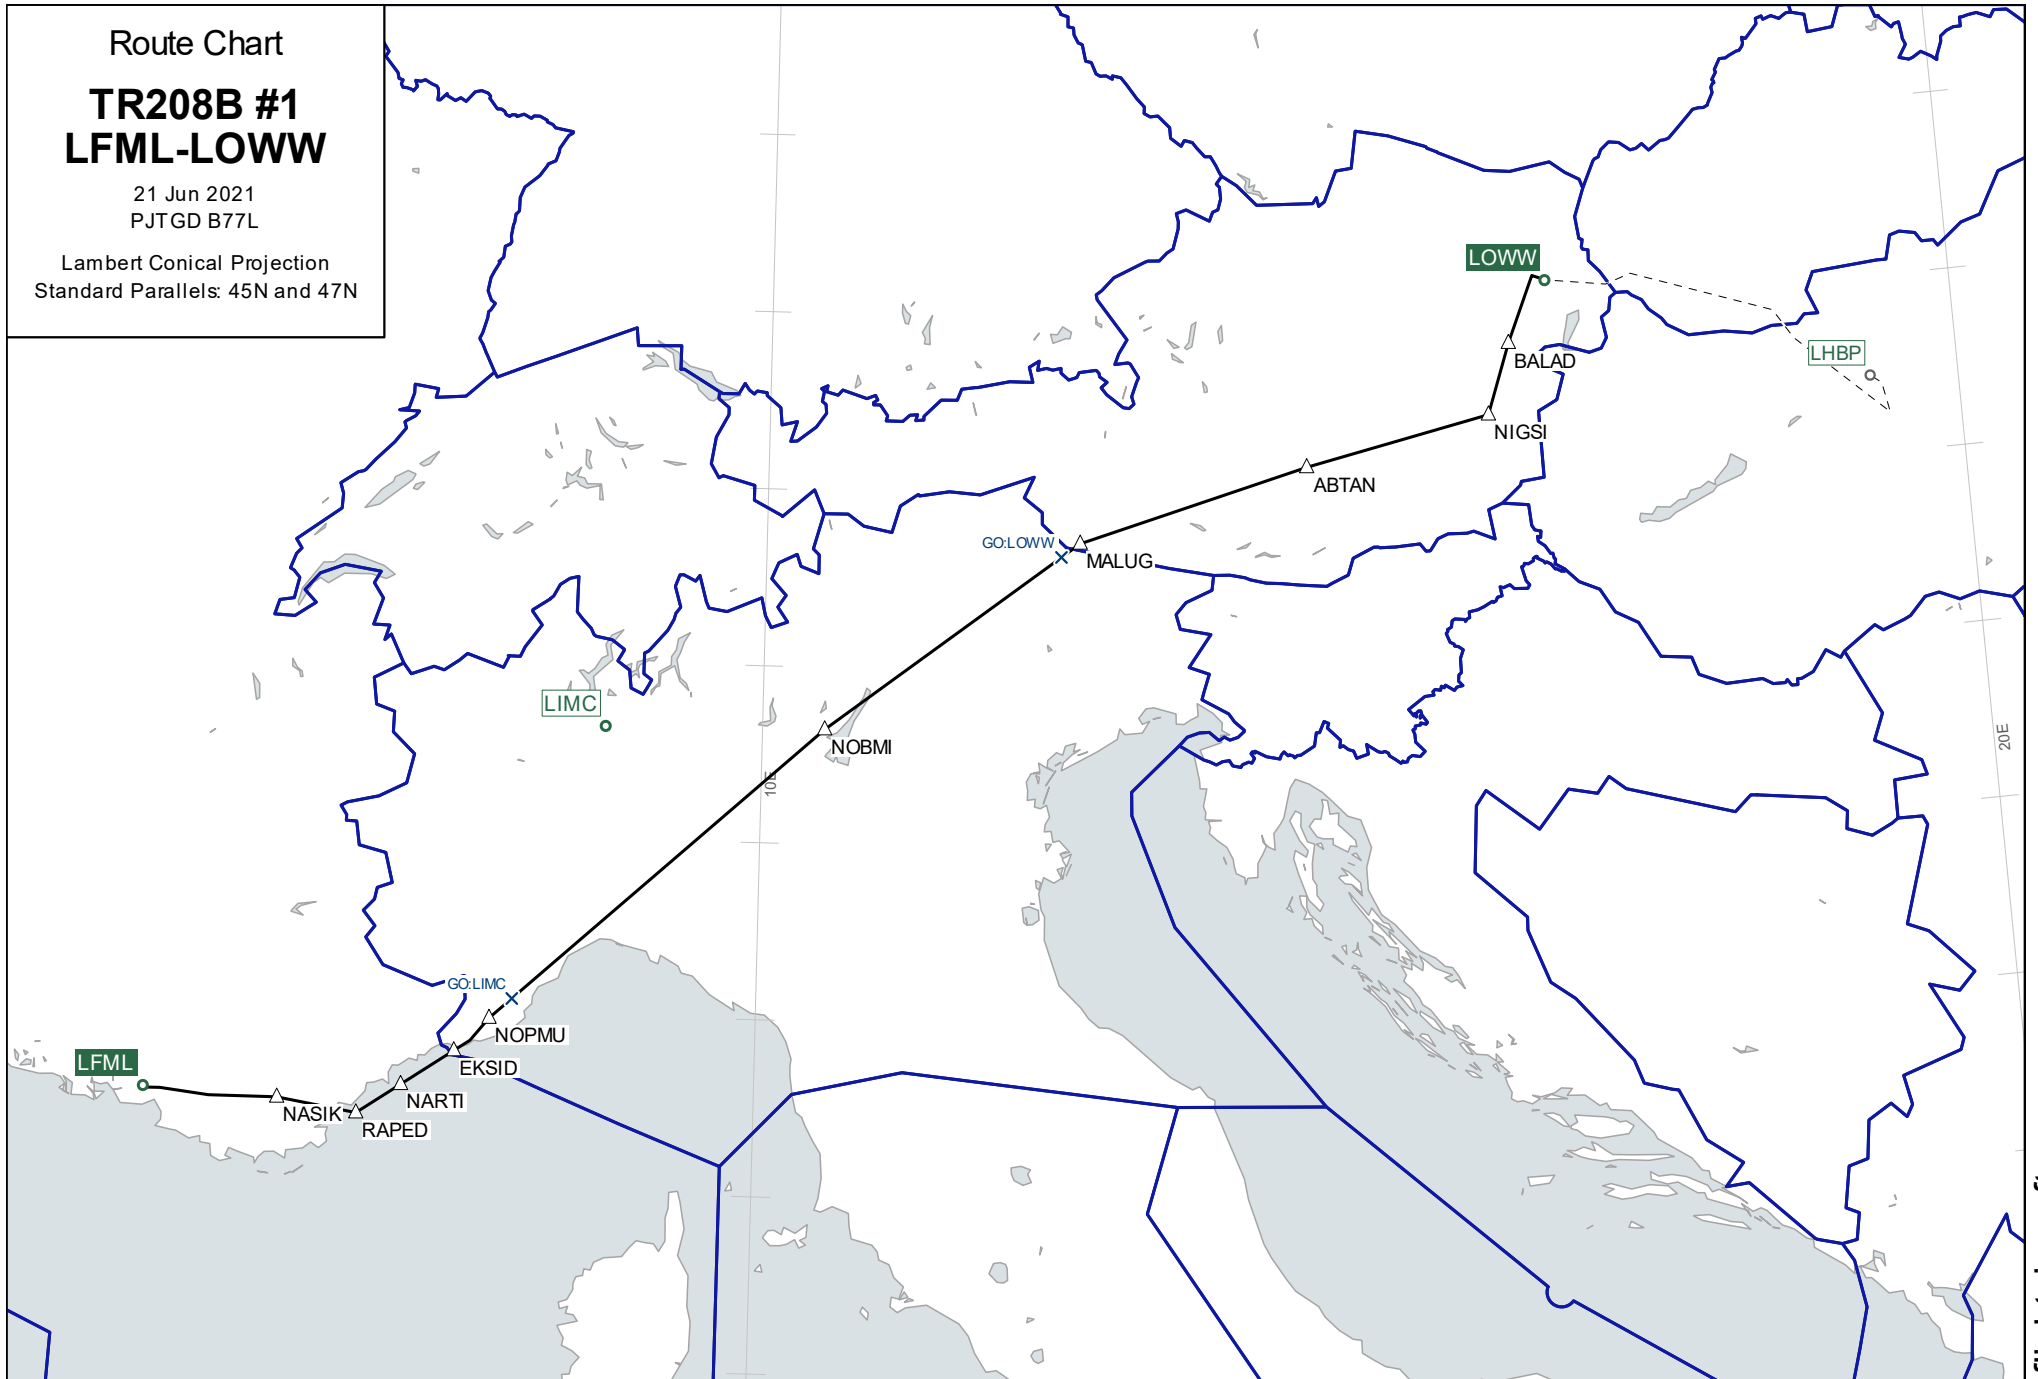 Route Chart
TR208B #1
LFML-LOWW
21 Jun 2021
PJTGD B77L
Lambert Conical Projection
Standard Parallels: 45N and 47N
LOWW
BALAD
LHBP
NIGSI
ABTAN
GO:LOWW
MALUG
LIMC
NOBMI
10E
20E
GO:LIMC
NOPMU
EKSID
LFML
NARTI
NASIK
RAPED